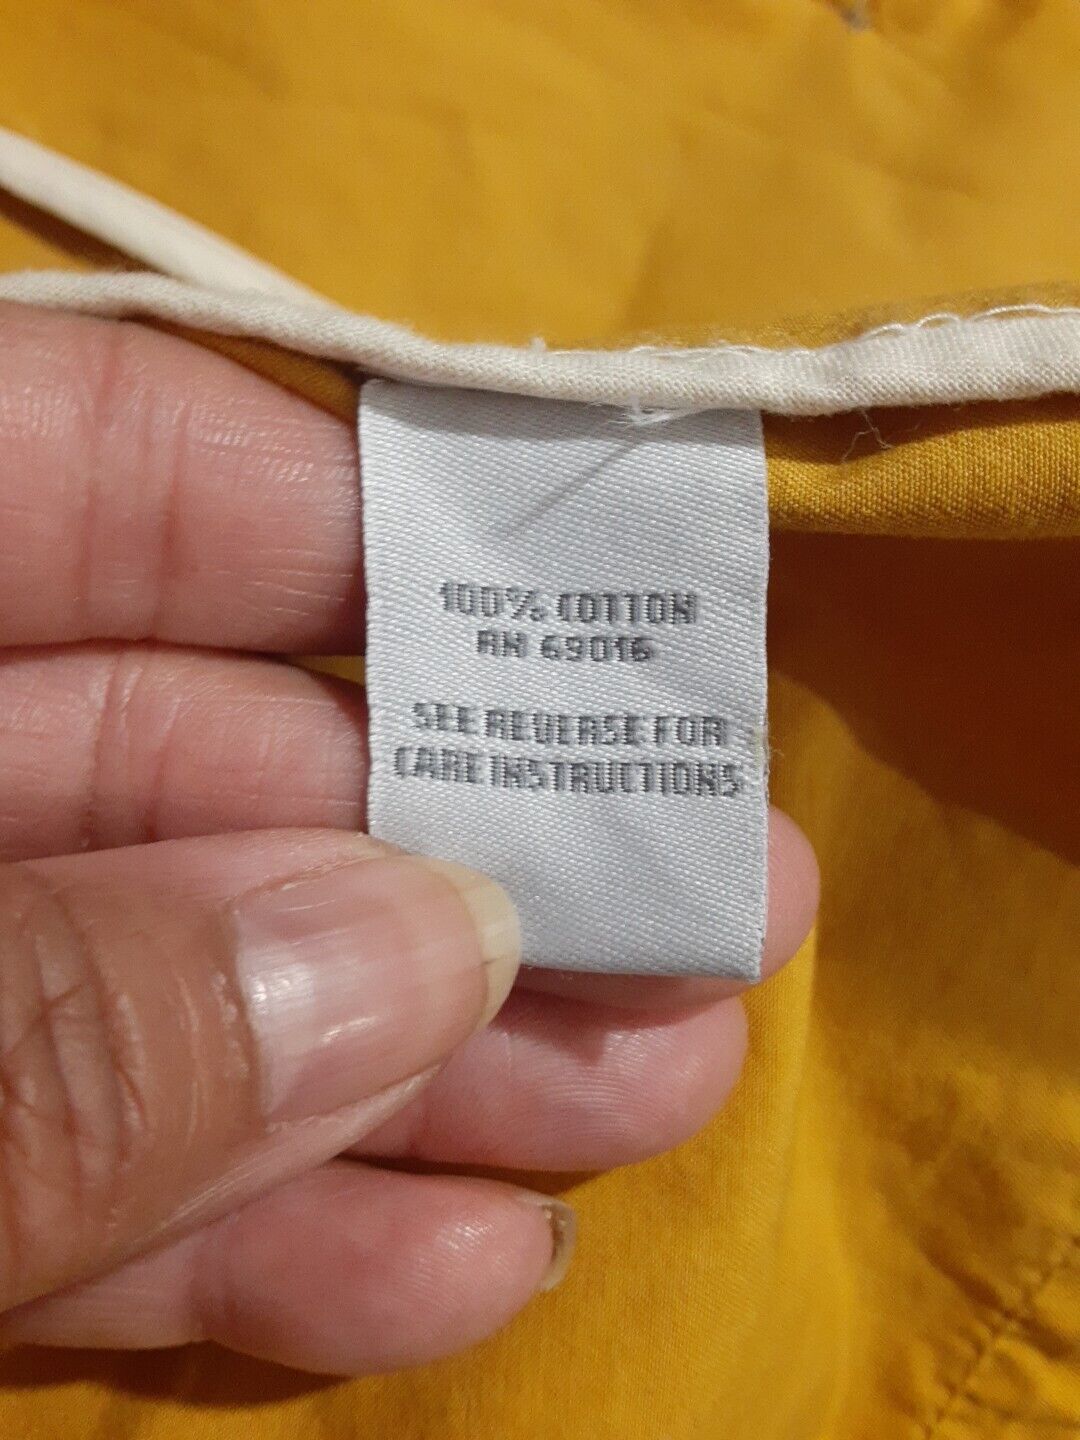 100% COTTON
RN 69016
SEE REVERSE FOR
CARE INSTRUCTIONS